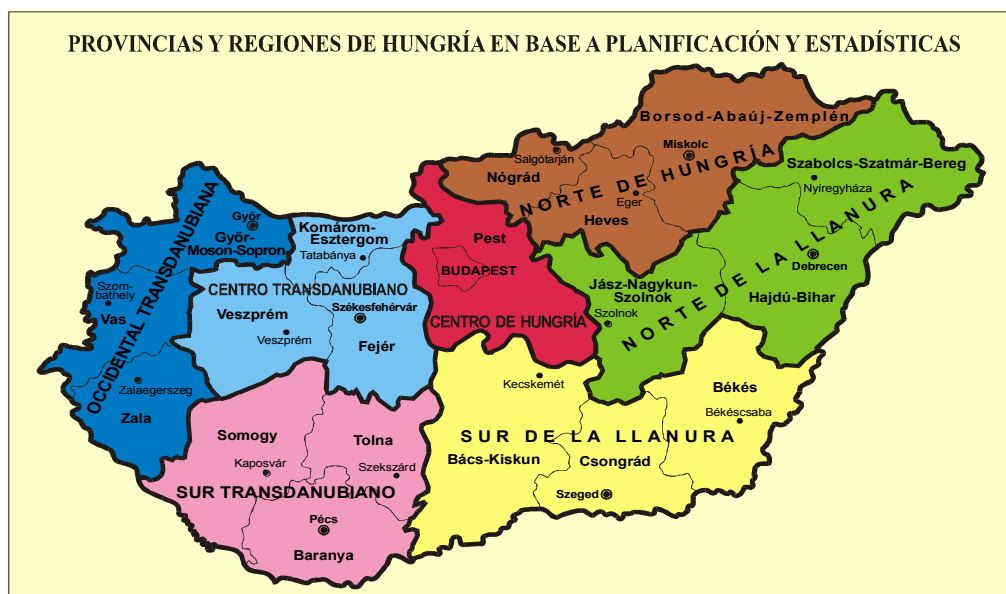 PROVINCIAS Y REGIONES DE HUNGRÍA EN BASE A PLANIFICACIÓN Y ESTADÍSTICAS
Borsod-Abaúj-Zemplén
Miskolc
Salgótarján
Nógrád
NORTE DE HUNGRÍA
Eger
Heves
Szabolcs-Szatmár-Bereg
Nyíregyháza
NORTE DE LA LLANURA
Debrecen
Hajdú-Bihar
Jász-Nagykun-
Szolnok
Szolnok
Pest
BUDAPEST
CENTRO DE HUNGRÍA
Győr
Győr-
Moson-Sopron
OCCIDENTAL TRANSDANUBIANA
Szom-
bathely
Vas
Zalaegerszeg
Zala
Komárom-
Esztergom
Tatabánya
CENTRO TRANSDANUBIANO
Veszprém
Veszprém
Székesfehérvár
Fejér
Somogy
Kaposvár
Tolna
Szekszárd
SUR TRANSDANUBIANO
Pécs
Baranya
Kecskemét
SUR DE LA LLANURA
Bács-Kiskun
Csongrád
Szeged
Békés
Békéscsaba